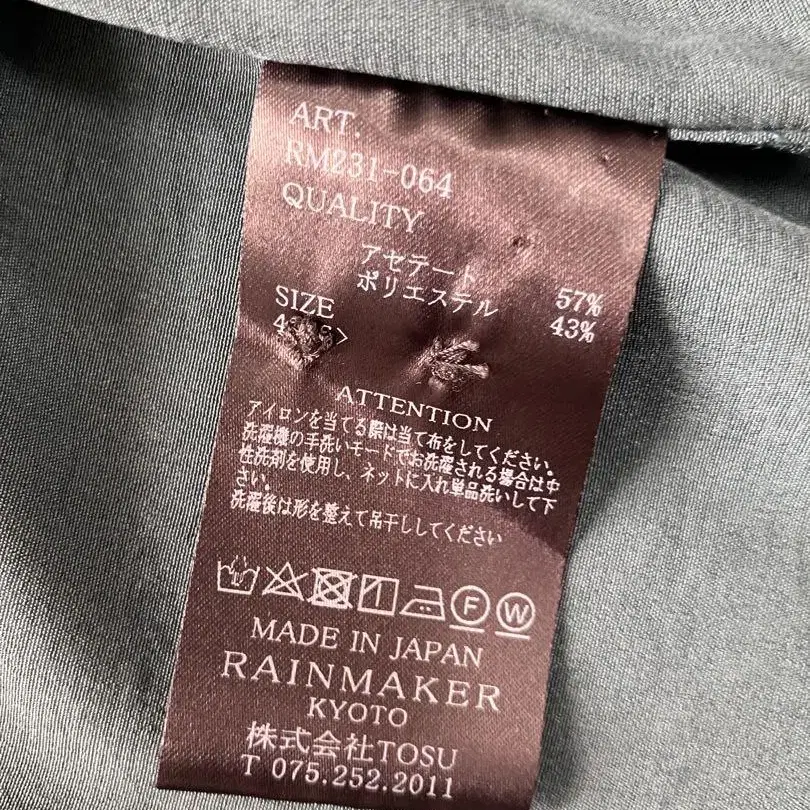 ART.
RM231-064
QUALITY
アセテート 57%
ポリエステル 43%
SIZE
ATTENTION
アイロンを当てる際は当て布をしてください。
洗濯機の手洗いモードでお洗濯される場合は中
性洗剤を使用し、ネットに入れ単品洗いして下
さい。
洗濯後は形を整えて吊干ししてください
F W
MADE IN JAPAN
RAINMAKER
KYOTO
株式会社TOSU
T 075.252.2011